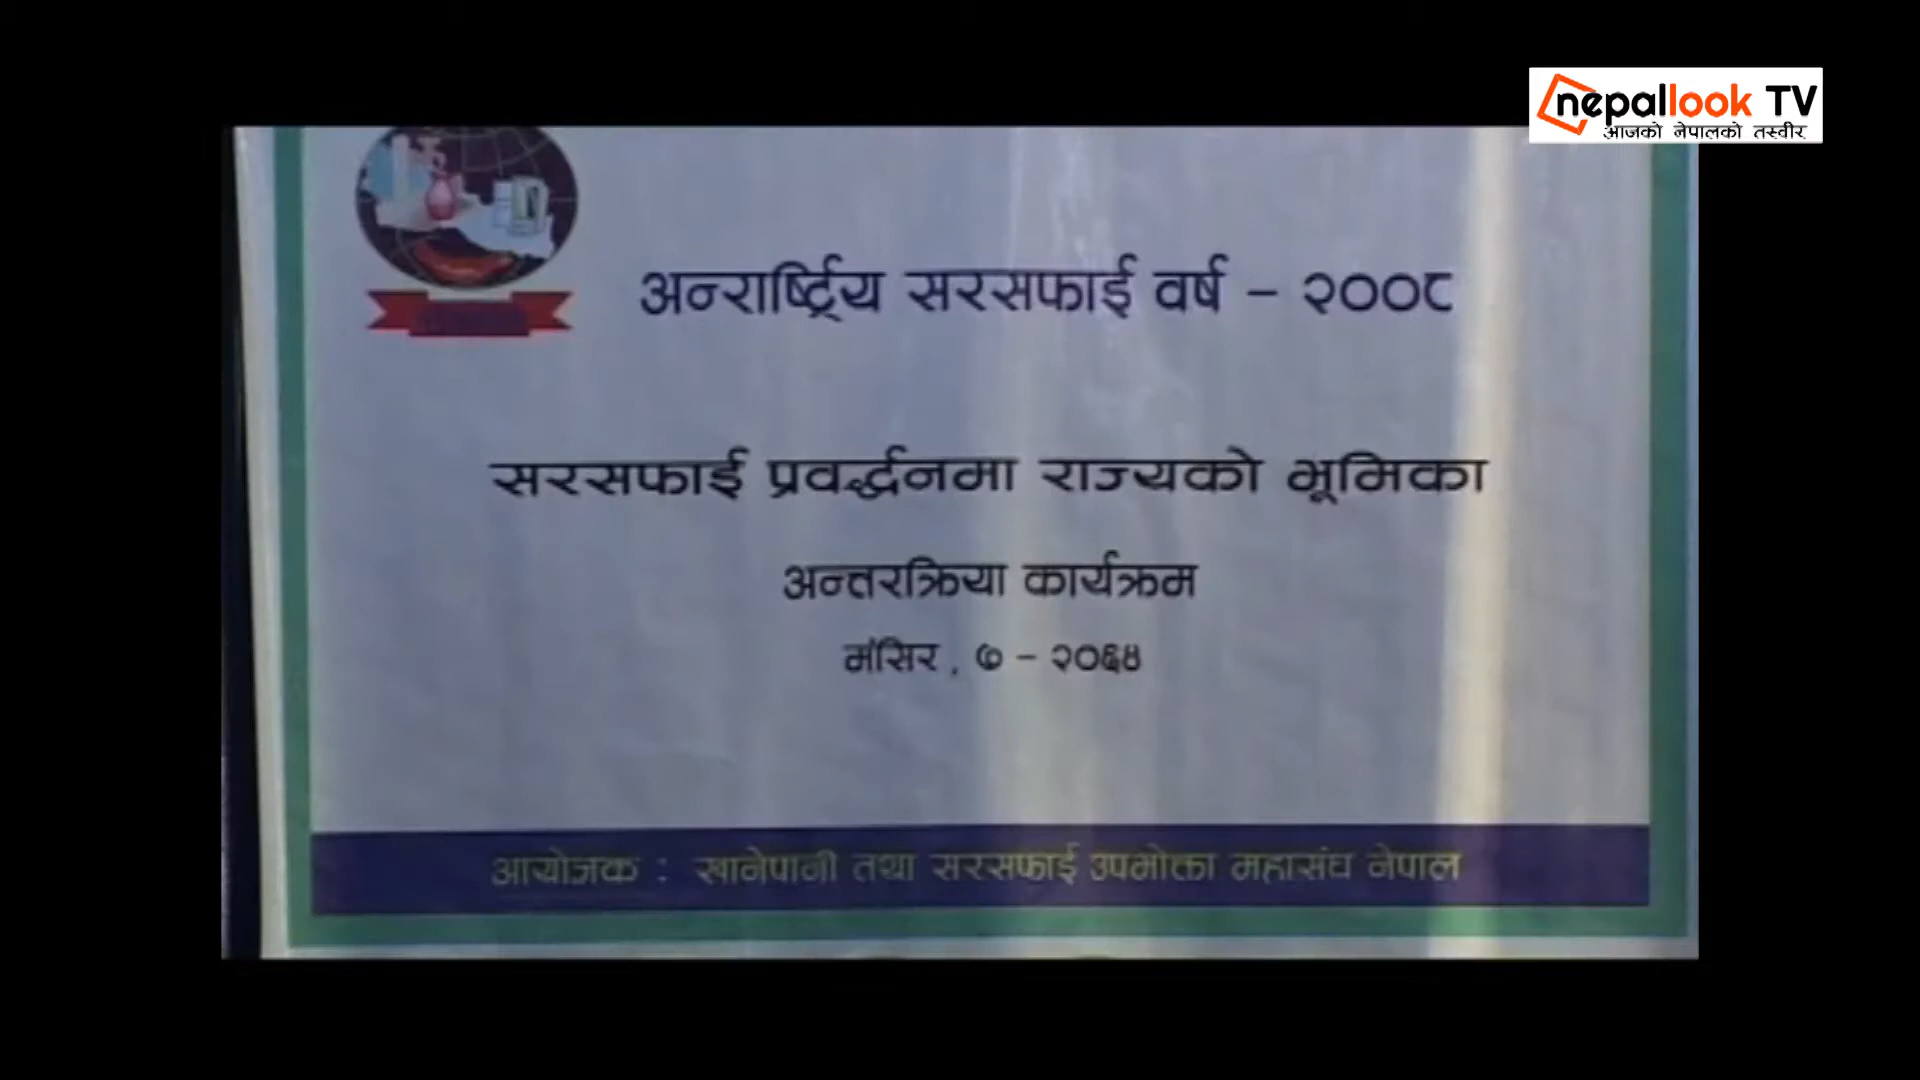 nepallook TV
आजको नेपालको तस्वीर
अन्रार्ष्ट्रिय सरसफाई वर्ष - २००८
सरसफाई प्रवर्द्धनमा राज्यको भूमिका
अन्तरक्रिया कार्यक्रम
मंसिर . ७ - २०६४
आयोजक : खानेपानी तथा सरसफाई उपभोक्ता महासंघ नेपाल